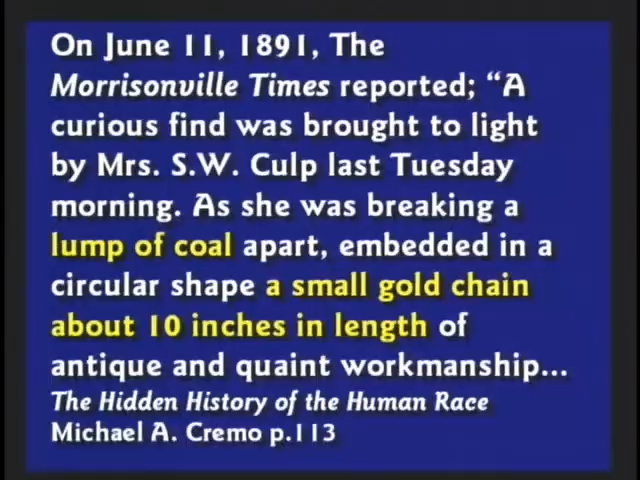 On June 11, 1891, The
Morrisonville Times reported; “A
curious find was brought to light
by Mrs. S.W. Culp last Tuesday
morning. As she was breaking a
lump of coal apart, embedded in a
circular shape a small gold chain
about 10 inches in length of
antique and quaint workmanship...
The Hidden History of the Human Race
Michael A. Cremo p.113